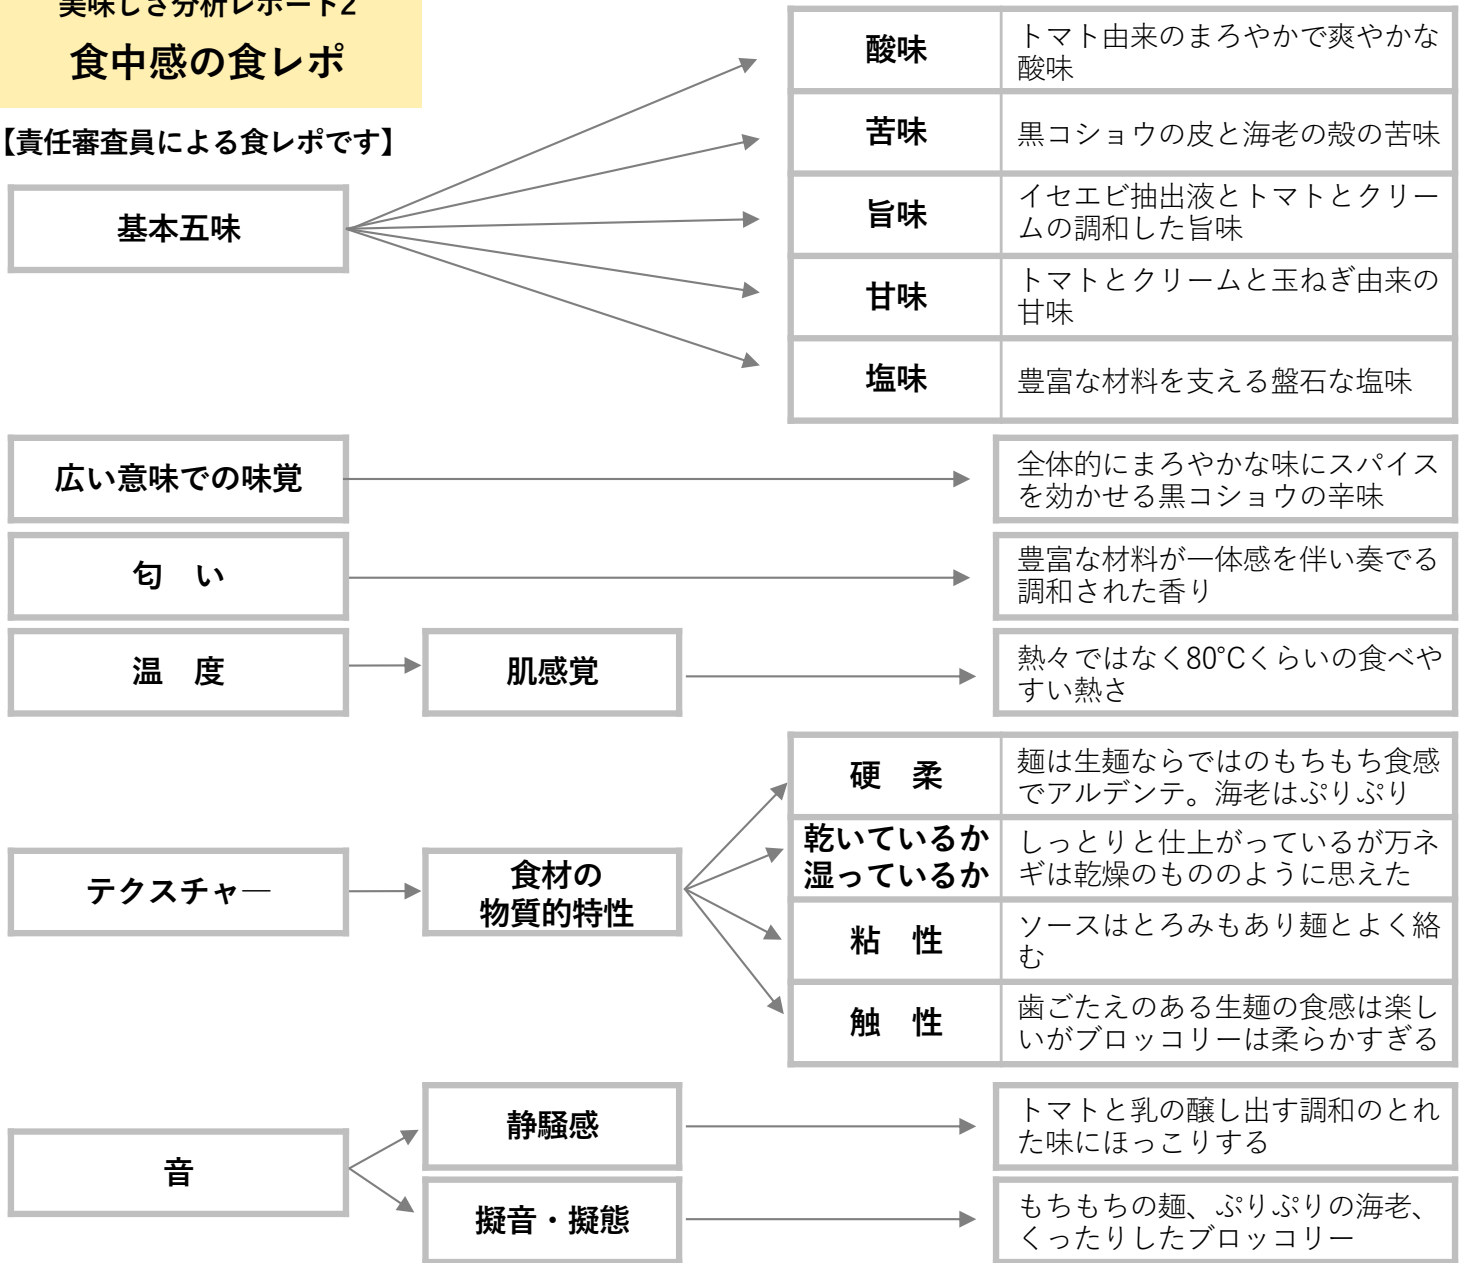 美味しさ分析レポート2
食中感の食レポ
【責任審査員による食レポです】
基本五味
酸味
トマト由来のまろやかで爽やかな
酸味
苦味
黒コショウの皮と海老の殻の苦味
旨味
イセエビ抽出液とトマトとクリー
ムの調和した旨味
甘味
トマトとクリームと玉ねぎ由来の
甘味
塩味
豊富な材料を支える盤石な塩味
広い意味での味覚
全体的にまろやかな味にスパイス
を効かせる黒コショウの辛味
匂　い
豊富な材料が一体感を伴い奏でる
調和された香り
温　度
肌感覚
熱々ではなく80°Cくらいの食べや
すい熱さ
テクスチャ―
食材の
物質的特性
硬　柔
麺は生麺ならではのもちもち食感
でアルデンテ。海老はぷりぷり
乾いているか
湿っているか
しっとりと仕上がっているが万ネ
ギは乾燥のもののように思えた
粘　性
ソースはとろみもあり麺とよく絡
む
触　性
歯ごたえのある生麺の食感は楽し
いがブロッコリーは柔らかすぎる
音
静騒感
トマトと乳の醸し出す調和のとれ
た味にほっこりする
擬音・擬態
もちもちの麺、ぷりぷりの海老、
くったりしたブロッコリー